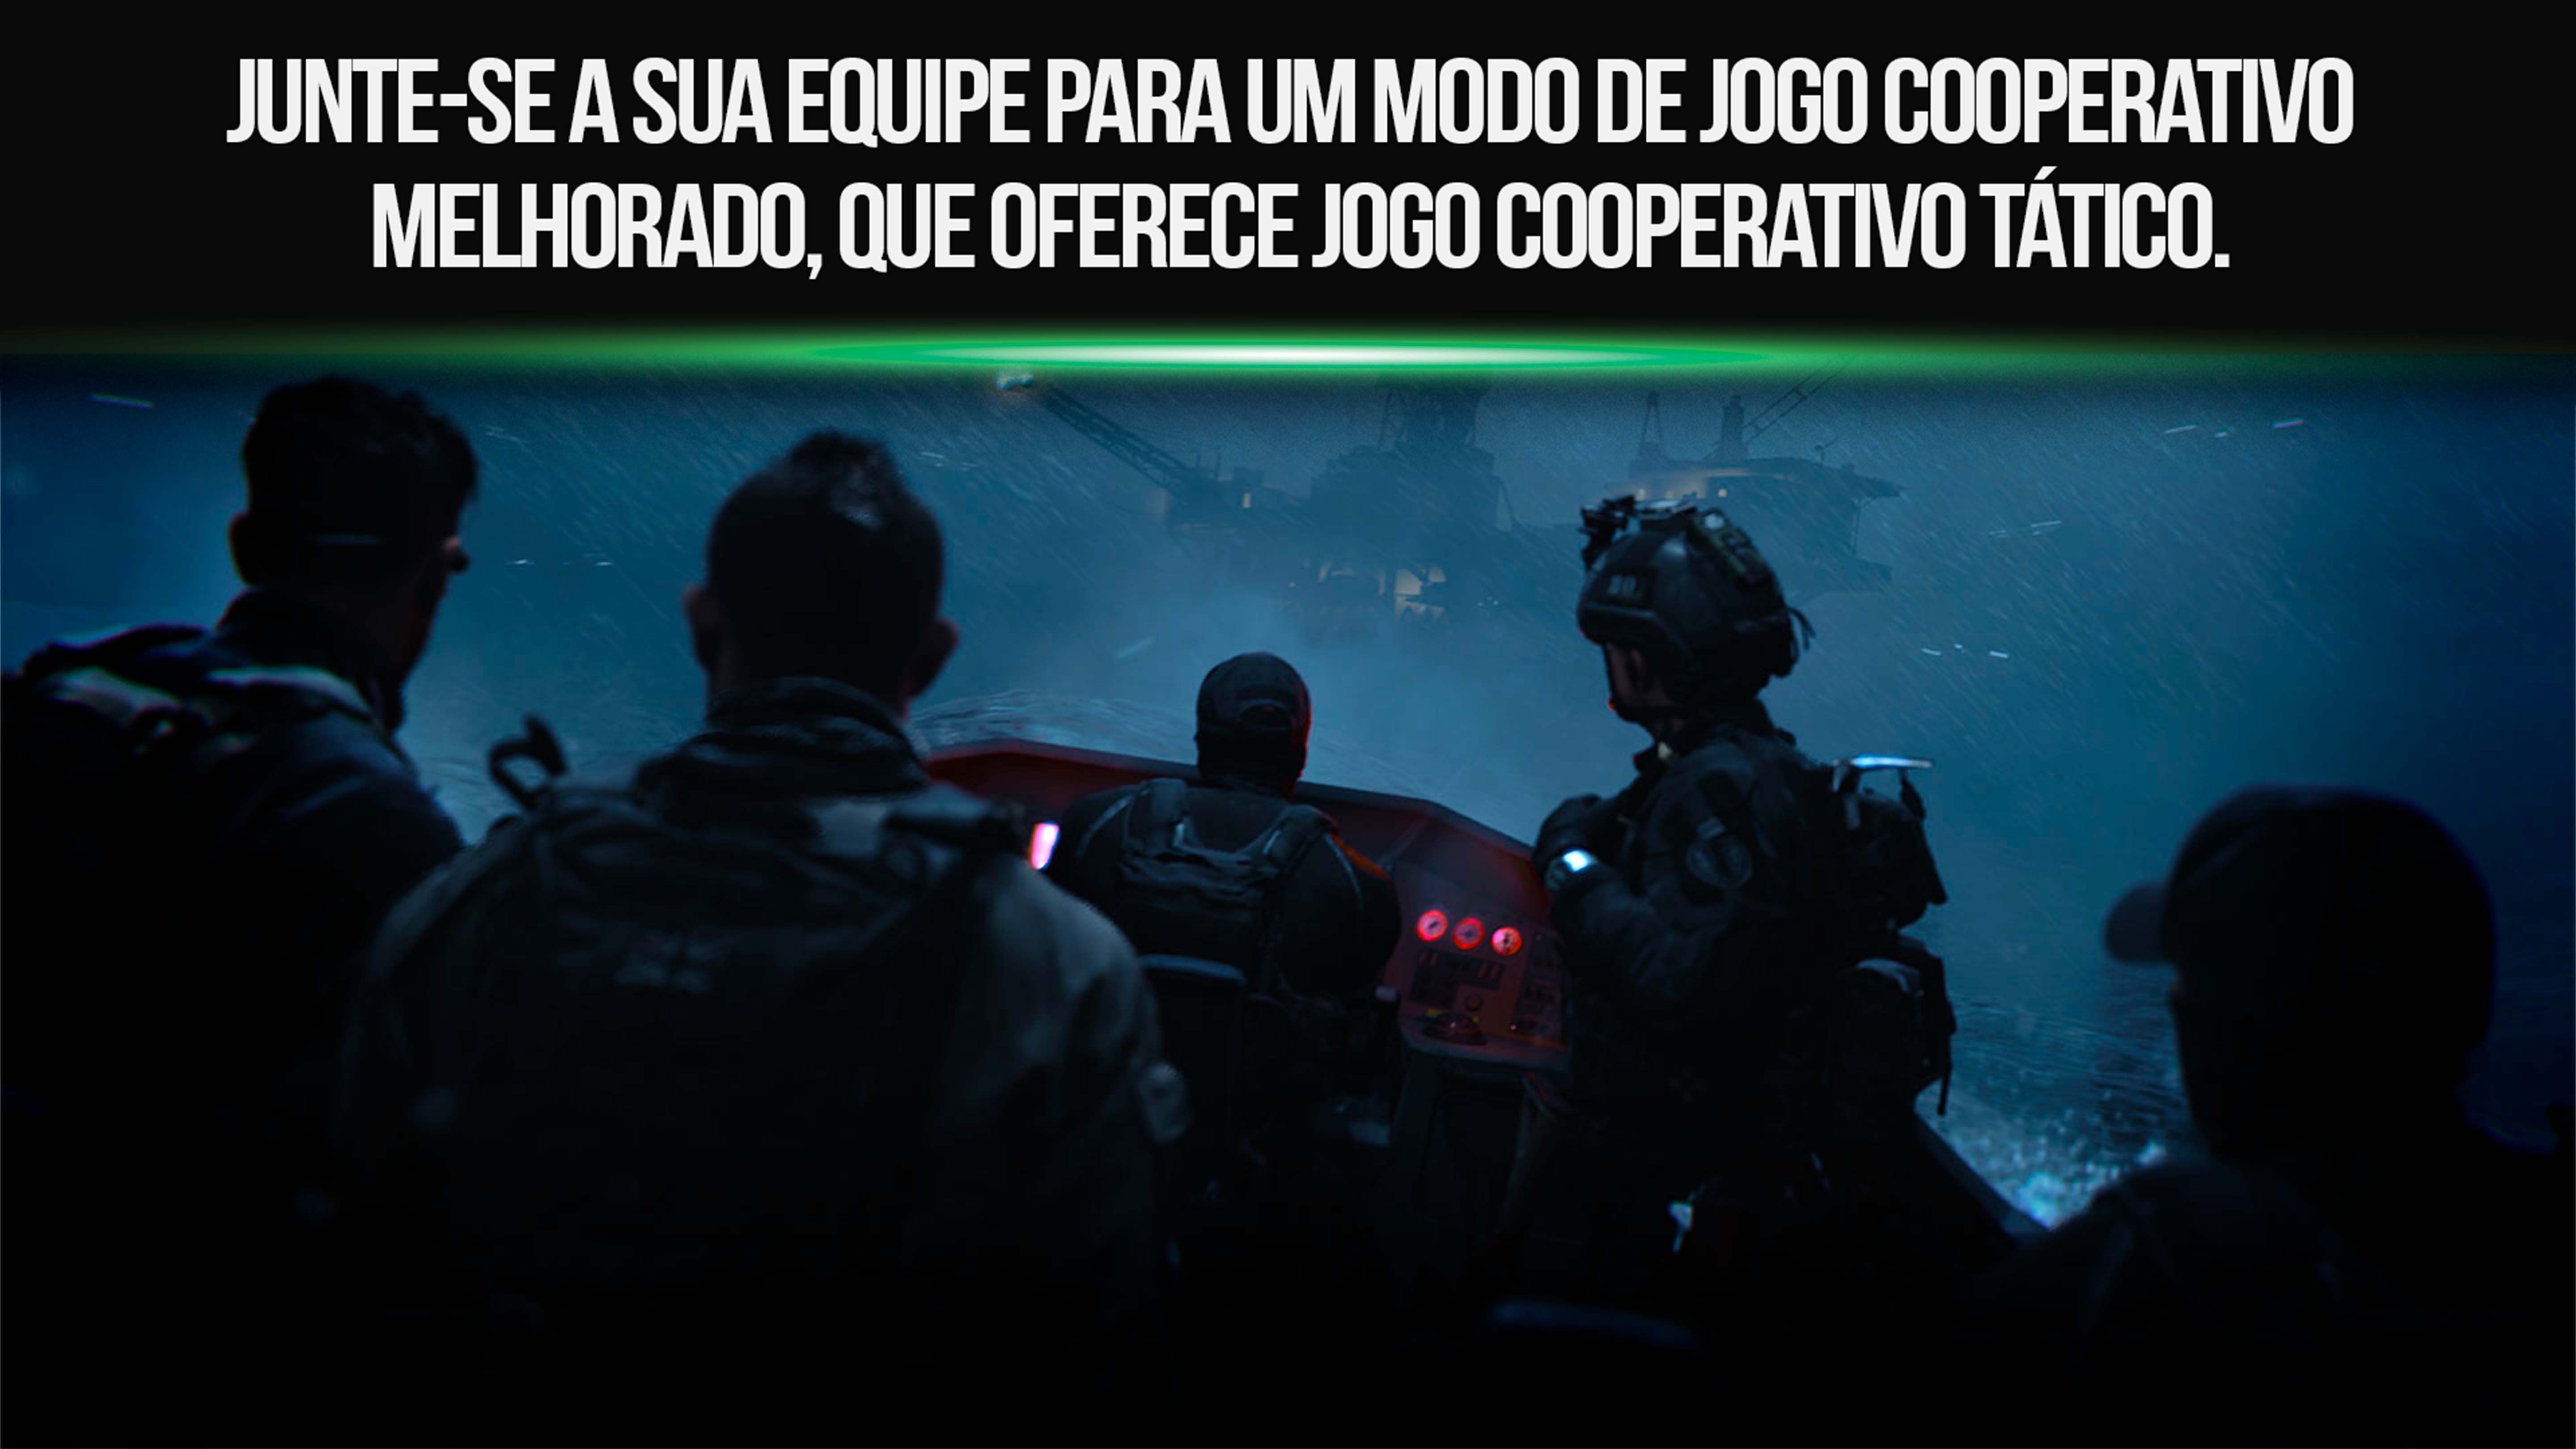 JUNTE-SE A SUA EQUIPE PARA UM MODO DE JOGO COOPERATIVO
MELHORADO, QUE OFERECE JOGO COOPERATIVO TÁTICO.